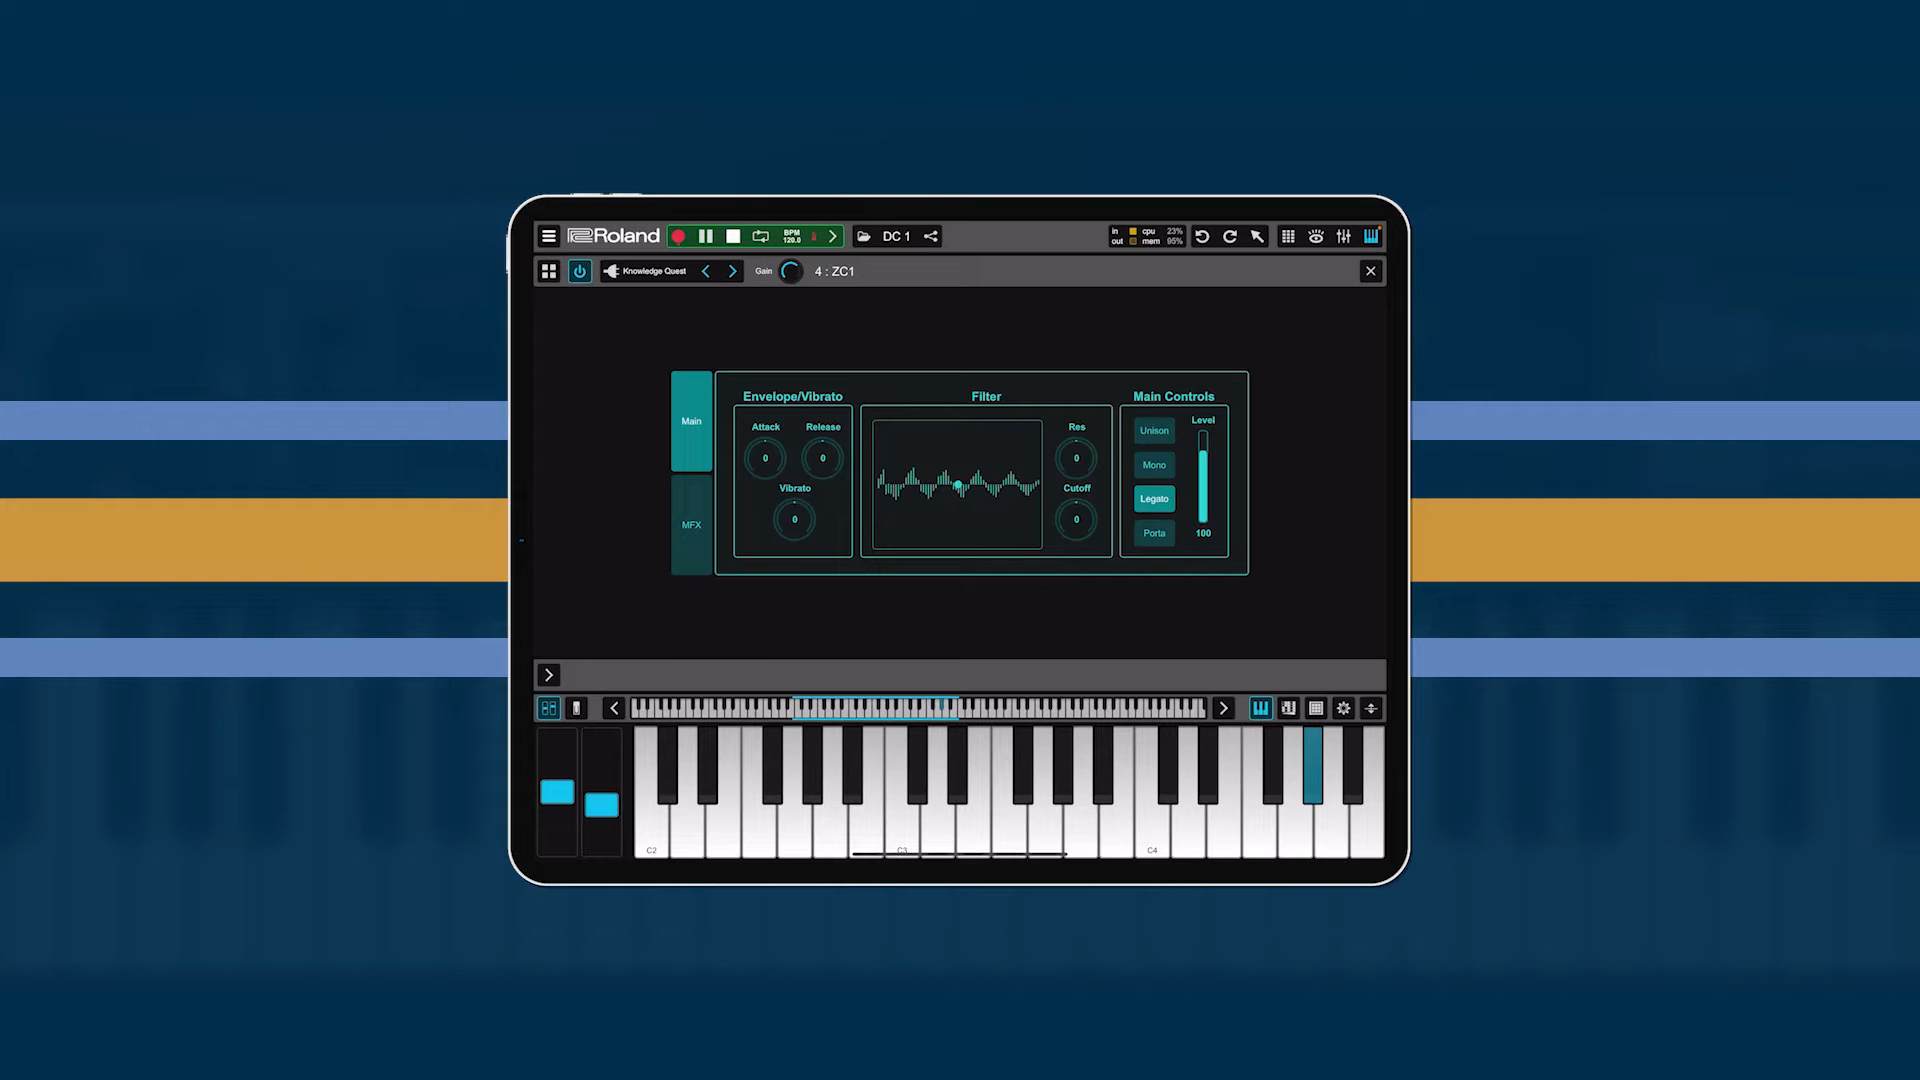 Roland
BPM
120.0
DC 1
in
out
cpu 23%
mem 95%
Knowledge Quest
Gain
4 : ZC1
Main
MFX
Envelope/Vibrato
Attack
Release
0
0
Vibrato
0
Filter
Res
0
Cutoff
0
Main Controls
Unison
Mono
Legato
Porta
Level
100
C2
C3
C4